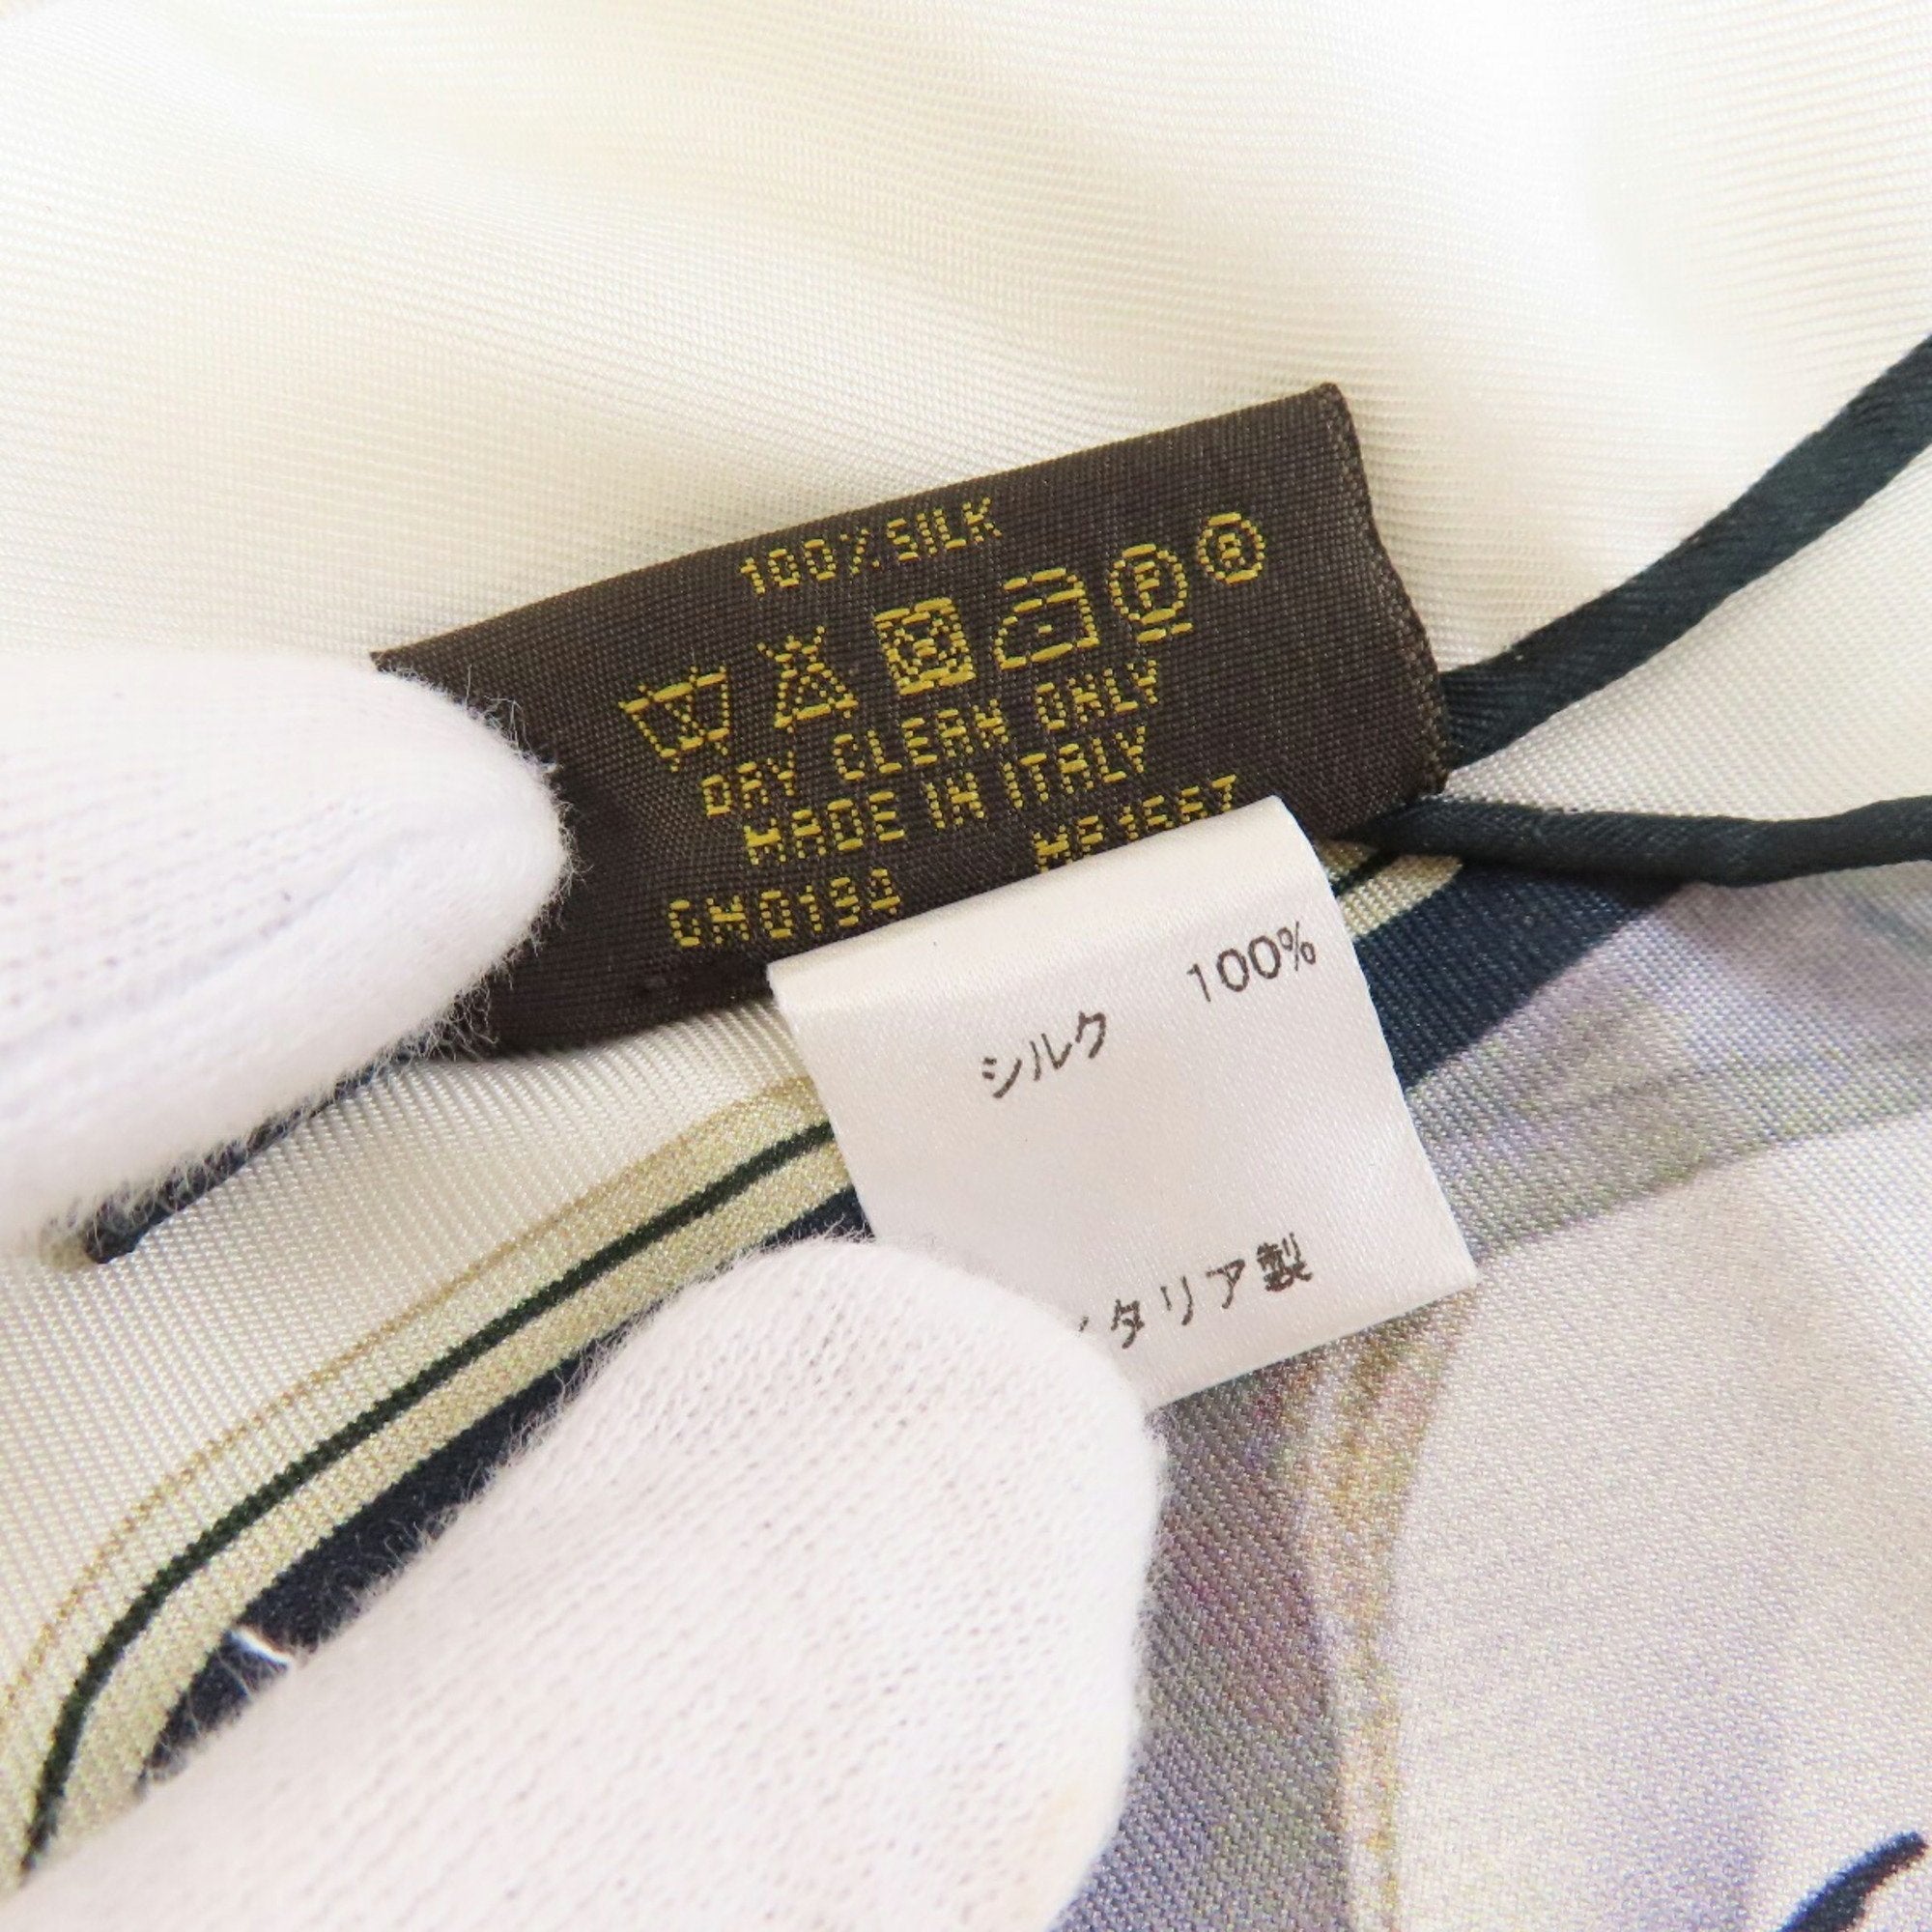 100% SILK
P R
DRY CLEAN ONLY
MADE IN ITALY
シルク 100%
タリア製